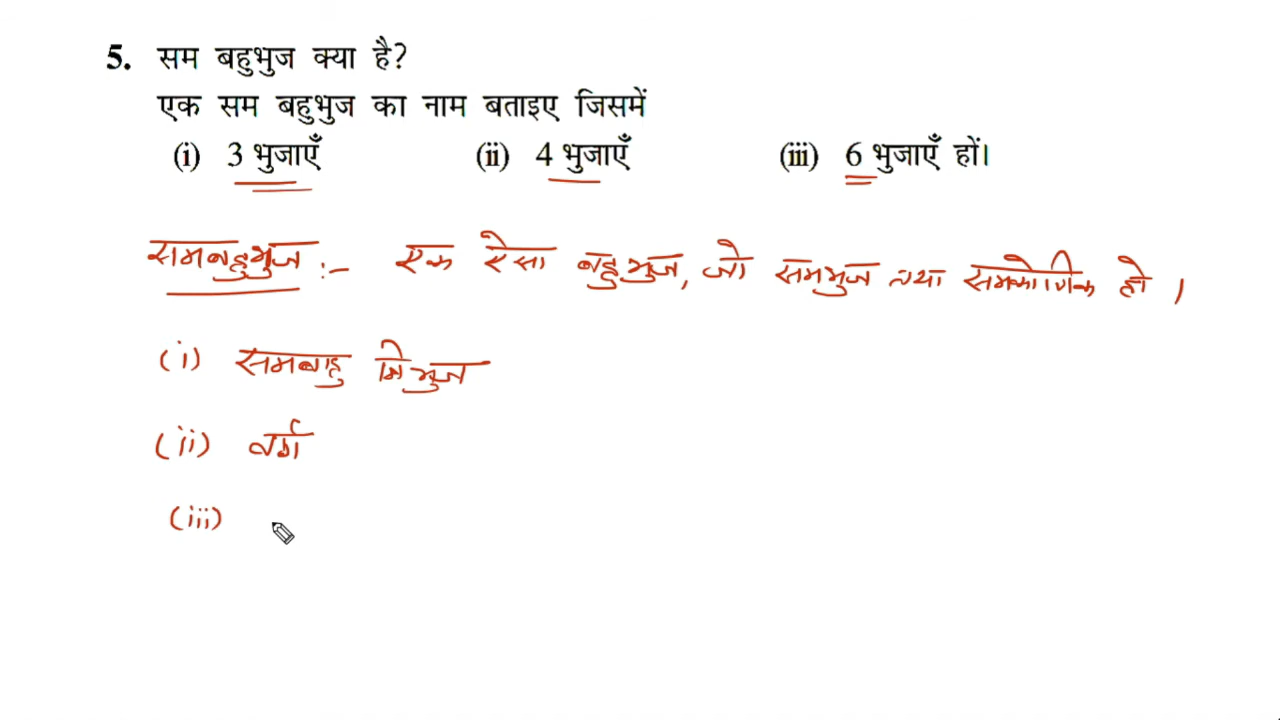 5. सम बहुभुज क्या है?
एक सम बहुभुज का नाम बताइए जिसमें
(i) 3 भुजाएँ (ii) 4 भुजाएँ (iii) 6 भुजाएँ हों।
समबहुभुज :- एक ऐसा बहुभुज, जो समभुज तथा समकोणिक हो।
(i) समबाहु त्रिभुज
(ii) वर्ग
(iii)